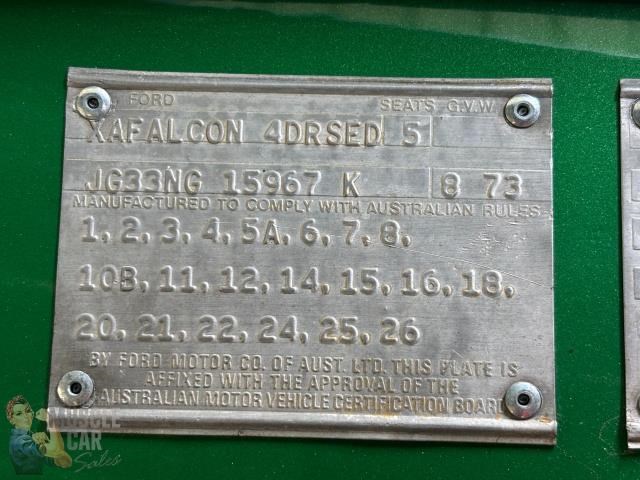 FORD SEATS G.V.W.
XAFALCON 4DRSED 5
JG33NG 15967 K 8 73
MANUFACTURED TO COMPLY WITH AUSTRALIAN RULES
1, 2, 3, 4, 5A, 6, 7, 8,
10B, 11, 12, 14, 15, 16, 18,
20, 21, 22, 24, 25, 26
BY FORD MOTOR CO. OF AUST. LTD. THIS PLATE IS
AFFIXED WITH THE APPROVAL OF THE
AUSTRALIAN MOTOR VEHICLE CERTIFICATION BOARD
MUSCLE
CAR
Sales